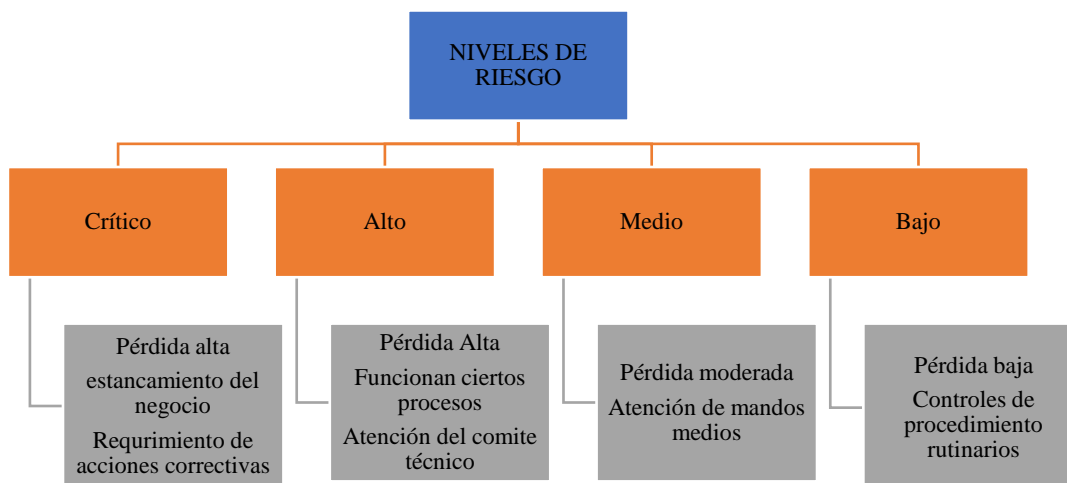 NIVELES DE
RIESGO
Crítico
Alto
Medio
Bajo
Pérdida alta
estancamiento del
negocio
Requrimiento de
acciones correctivas
Pérdida Alta
Funcionan ciertos
procesos
Atención del comite
técnico
Pérdida moderada
Atención de mandos
medios
Pérdida baja
Controles de
procedimiento
rutinarios